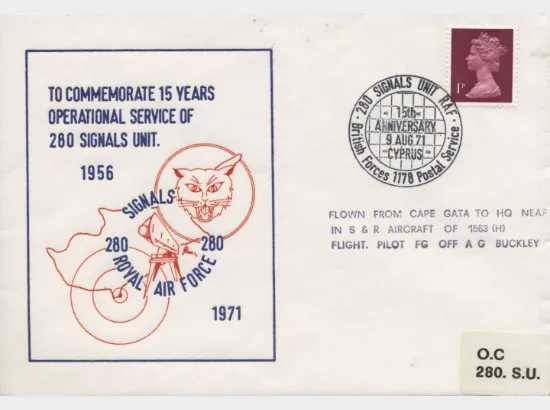 TO COMMEMORATE 15 YEARS
OPERATIONAL SERVICE OF
280 SIGNALS UNIT.
1956
SIGNALS
280 280
ROYAL AIR FORCE
1971
1P
· 280 SIGNALS UNIT RAF ·
15th
ANNIVERSARY
9 AUG 71
CYPRUS
British Forces 1178 Postal Service
FLOWN FROM CAPE GATA TO HQ NEAF
IN S & R AIRCRAFT OF 1563 (H)
FLIGHT. PILOT FG OFF A G BUCKLEY
O.C
280. S.U.